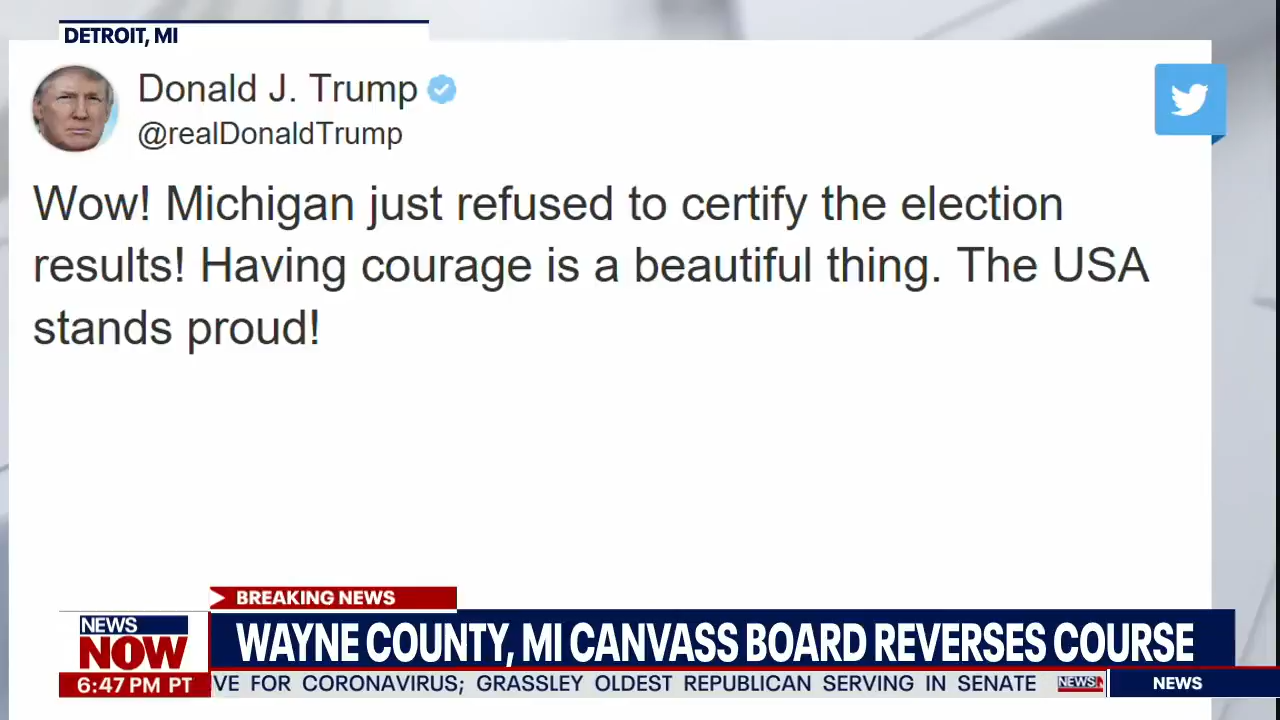 DETROIT, MI
Donald J. Trump
@realDonaldTrump
Wow! Michigan just refused to certify the election
results! Having courage is a beautiful thing. The USA
stands proud!
BREAKING NEWS
NEWS
NOW
WAYNE COUNTY, MI CANVASS BOARD REVERSES COURSE
6:47 PM PT
VE FOR CORONAVIRUS; GRASSLEY OLDEST REPUBLICAN SERVING IN SENATE
NEWS
NEWS